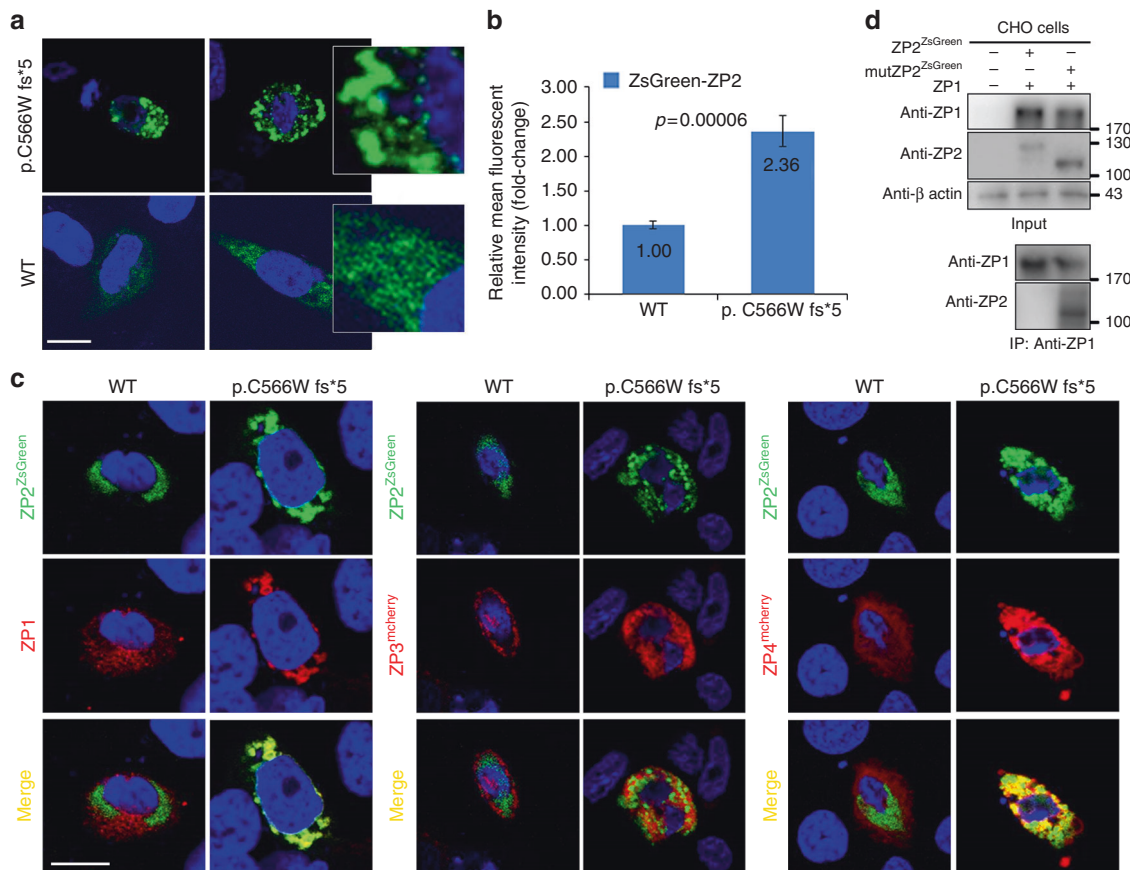 a
p.C566W fs*5
WT
b
Relative mean fluorescent
intensity (fold-change)
3.00
2.50
2.00
1.50
1.00
0.50
0.00
ZsGreen-ZP2
p=0.00006
1.00
2.36
WT
p. C566W fs*5
d
CHO cells
ZP2ZsGreen – + –
mutZP2ZsGreen – – +
ZP1 – + +
Anti-ZP1
170
Anti-ZP2
130
100
Anti-β actin
43
Input
Anti-ZP1
170
Anti-ZP2
100
IP: Anti-ZP1
c
WT p.C566W fs*5 WT p.C566W fs*5 WT p.C566W fs*5
ZP2ZsGreen
ZP1
Merge
ZP2ZsGreen
ZP3mcherry
Merge
ZP2ZsGreen
ZP4mcherry
Merge